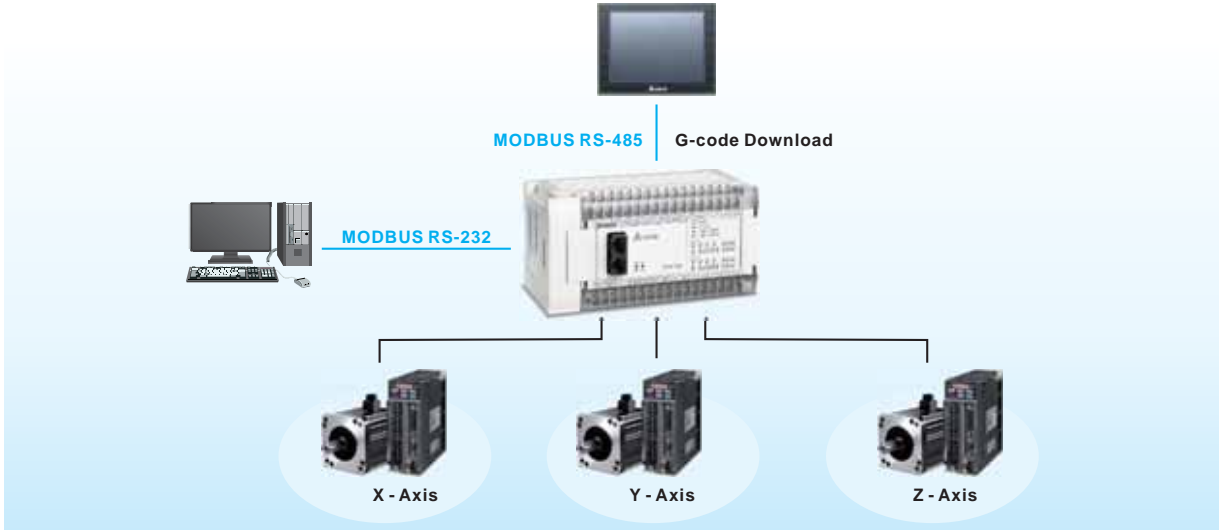 MODBUS RS-485 G-code Download
MODBUS RS-232
X - Axis Y - Axis Z - Axis